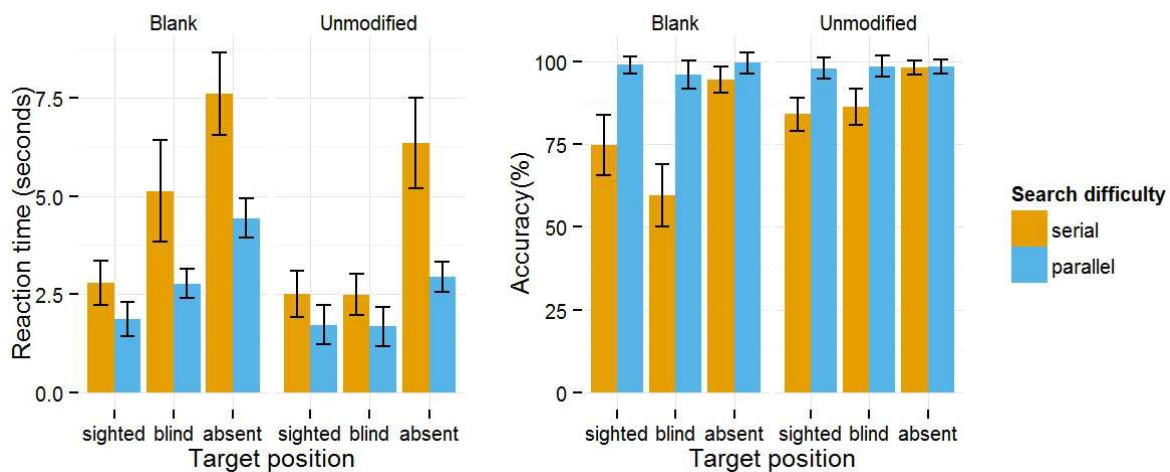 Blank Unmodified
Reaction time (seconds)
7.5
5.0
2.5
0.0
sighted blind absent sighted blind absent
Target position
Blank Unmodified
Accuracy(%)
100
75
50
25
0
sighted blind absent sighted blind absent
Target position
Search difficulty
serial
parallel